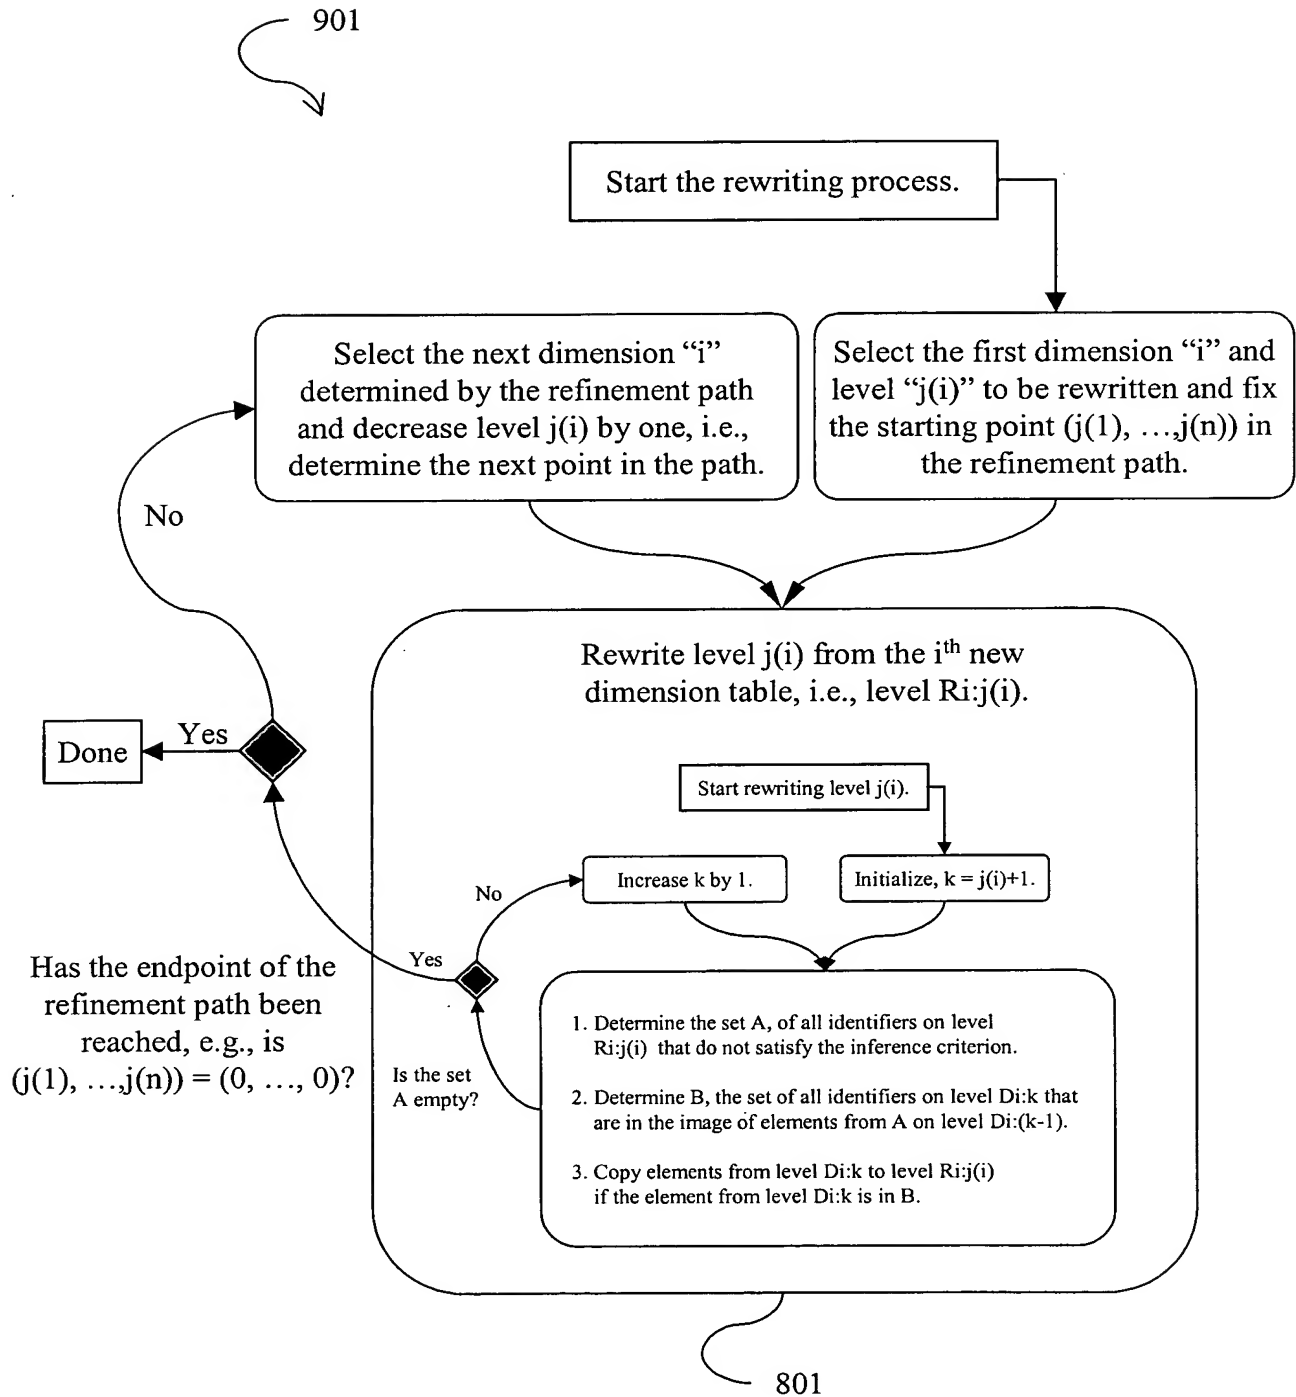 901
Start the rewriting process.
Select the next dimension “i”
determined by the refinement path
and decrease level j(i) by one, i.e.,
determine the next point in the path.
Select the first dimension “i” and
level “j(i)” to be rewritten and fix
the starting point (j(1), …,j(n)) in
the refinement path.
No
Rewrite level j(i) from the iᵗʰ new
dimension table, i.e., level Ri:j(i).
Done
Yes
Start rewriting level j(i).
No
Increase k by 1.
Initialize, k = j(i)+1.
Yes
Has the endpoint of the
refinement path been
reached, e.g., is
(j(1), …,j(n)) = (0, …, 0)?
Is the set
A empty?
1. Determine the set A, of all identifiers on level
Ri:j(i) that do not satisfy the inference criterion.
2. Determine B, the set of all identifiers on level Di:k that
are in the image of elements from A on level Di:(k-1).
3. Copy elements from level Di:k to level Ri:j(i)
if the element from level Di:k is in B.
801